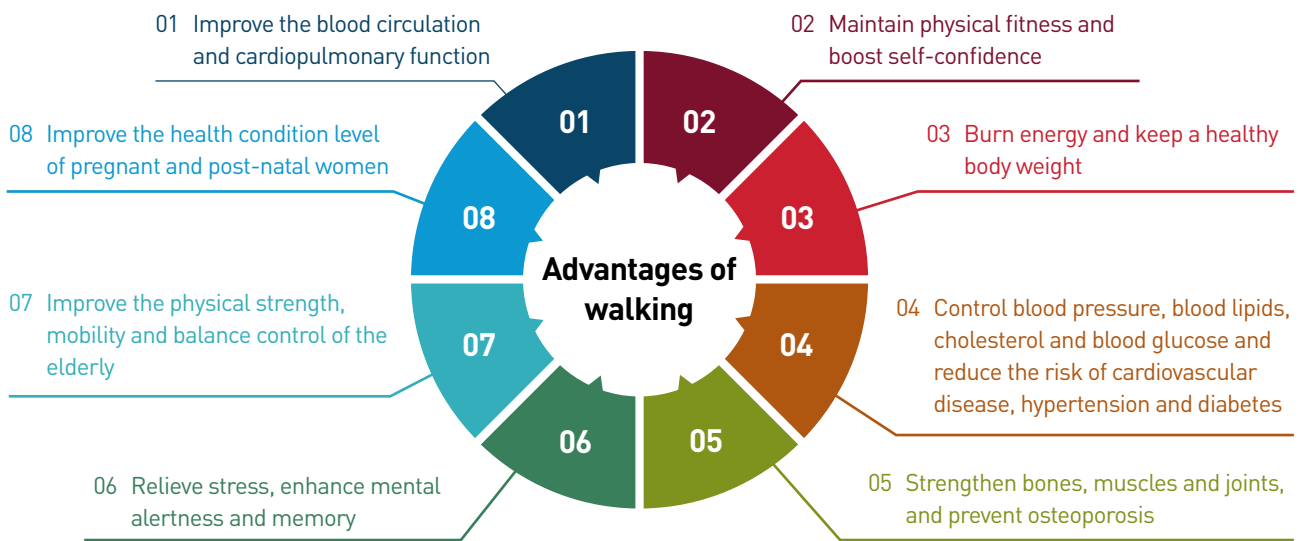 01 Improve the blood circulation
and cardiopulmonary function
02 Maintain physical fitness and
boost self-confidence
03 Burn energy and keep a healthy
body weight
04 Control blood pressure, blood lipids,
cholesterol and blood glucose and
reduce the risk of cardiovascular
disease, hypertension and diabetes
05 Strengthen bones, muscles and joints,
and prevent osteoporosis
06 Relieve stress, enhance mental
alertness and memory
07 Improve the physical strength,
mobility and balance control of the
elderly
08 Improve the health condition level
of pregnant and post-natal women
01
02
03
04
05
06
07
08
Advantages of
walking